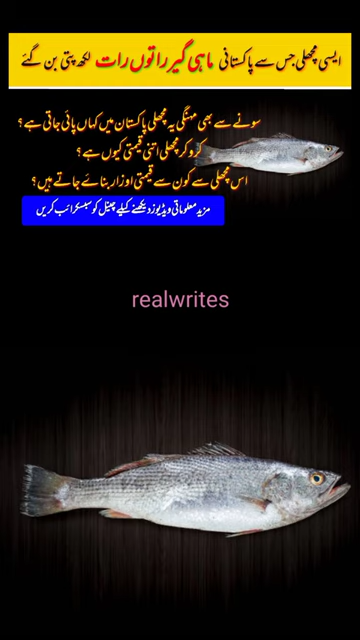 ایسی مچھلی جس سے پاکستانی ماہی گیر راتوں رات لکھ پتی بن گئے
سونے سے بھی مہنگی یہ مچھلی پاکستان میں کہاں پائی جاتی ہے؟
کروکر مچھلی اتنی قیمتی کیوں ہے؟
اس مچھلی سے کون سے قیمتی اوزار بنائے جاتے ہیں؟
مزید معلوماتی ویڈیوز دیکھنے کیلیے چینل کو سبسکرائب کریں
realwrites